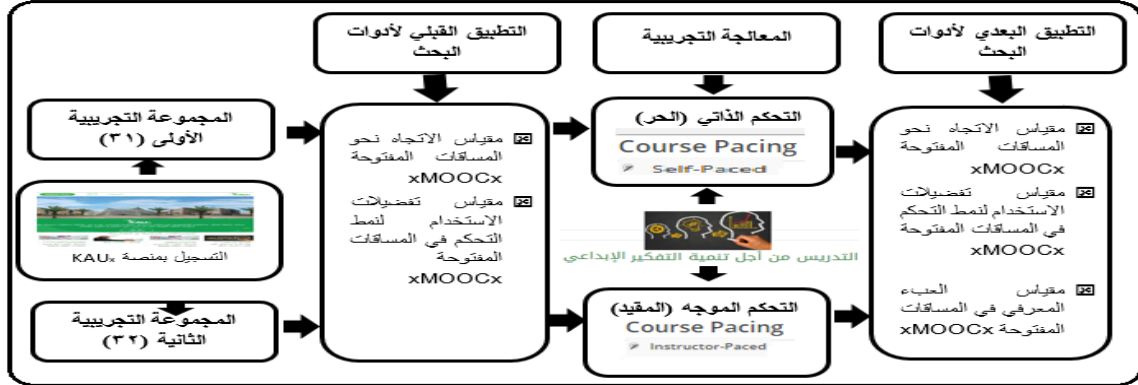 التطبيق القبلي لأدوات
البحث
المعالجة التجريبية
التطبيق البعدي لأدوات
البحث
المجموعة التجريبية
الأولى (٣١)
التسجيل بمنصة KAUx
المجموعة التجريبية
الثانية (٣٢)
مقياس الاتجاه نحو
المساقات المفتوحة
xMOOCx
مقياس تفضيلات
الاستخدام لنمط
التحكم في المساقات
المفتوحة
xMOOCx
التحكم الذاتي (الحر)
Course Pacing
Self-Paced
التدريس من أجل تنمية التفكير الإبداعي
التحكم الموجه (المقيد)
Course Pacing
Instructor-Paced
مقياس الاتجاه نحو
المساقات المفتوحة
xMOOCx
مقياس تفضيلات
الاستخدام لنمط التحكم
في المساقات المفتوحة
xMOOCx
مقياس العبء
المعرفي في المساقات
المفتوحة xMOOCx